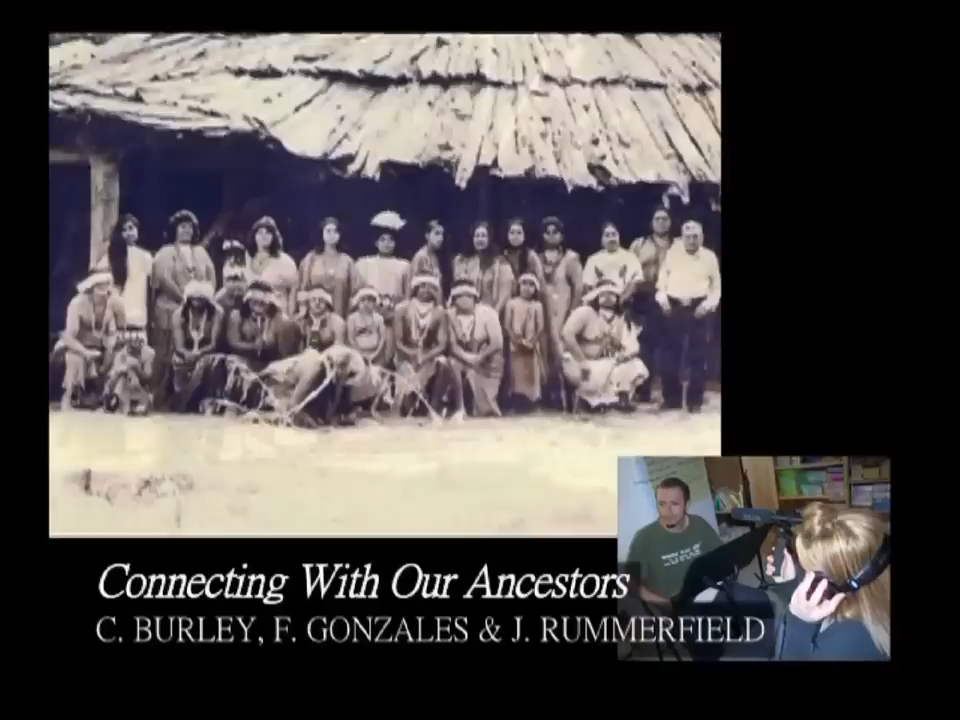 Connecting With Our Ancestors
C. BURLEY, F. GONZALES & J. RUMMERFIELD